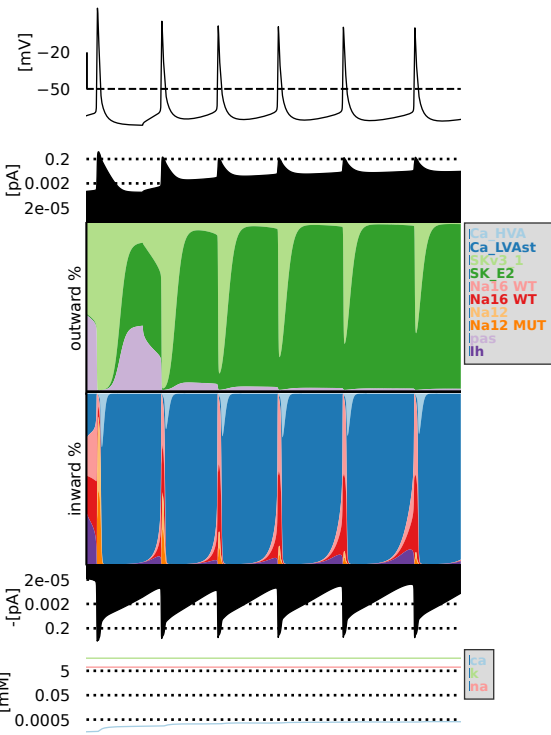 [mV]
−20
−50
[pA]
0.2
0.002
2e-05
outward %
Ca_HVA
Ca_LVAst
SKv3_1
SK_E2
Na16 WT
Na16 WT
Na12
Na12 MUT
pas
Ih
inward %
-[pA]
2e-05
0.002
0.2
[mM]
5
0.05
0.0005
ca
k
na